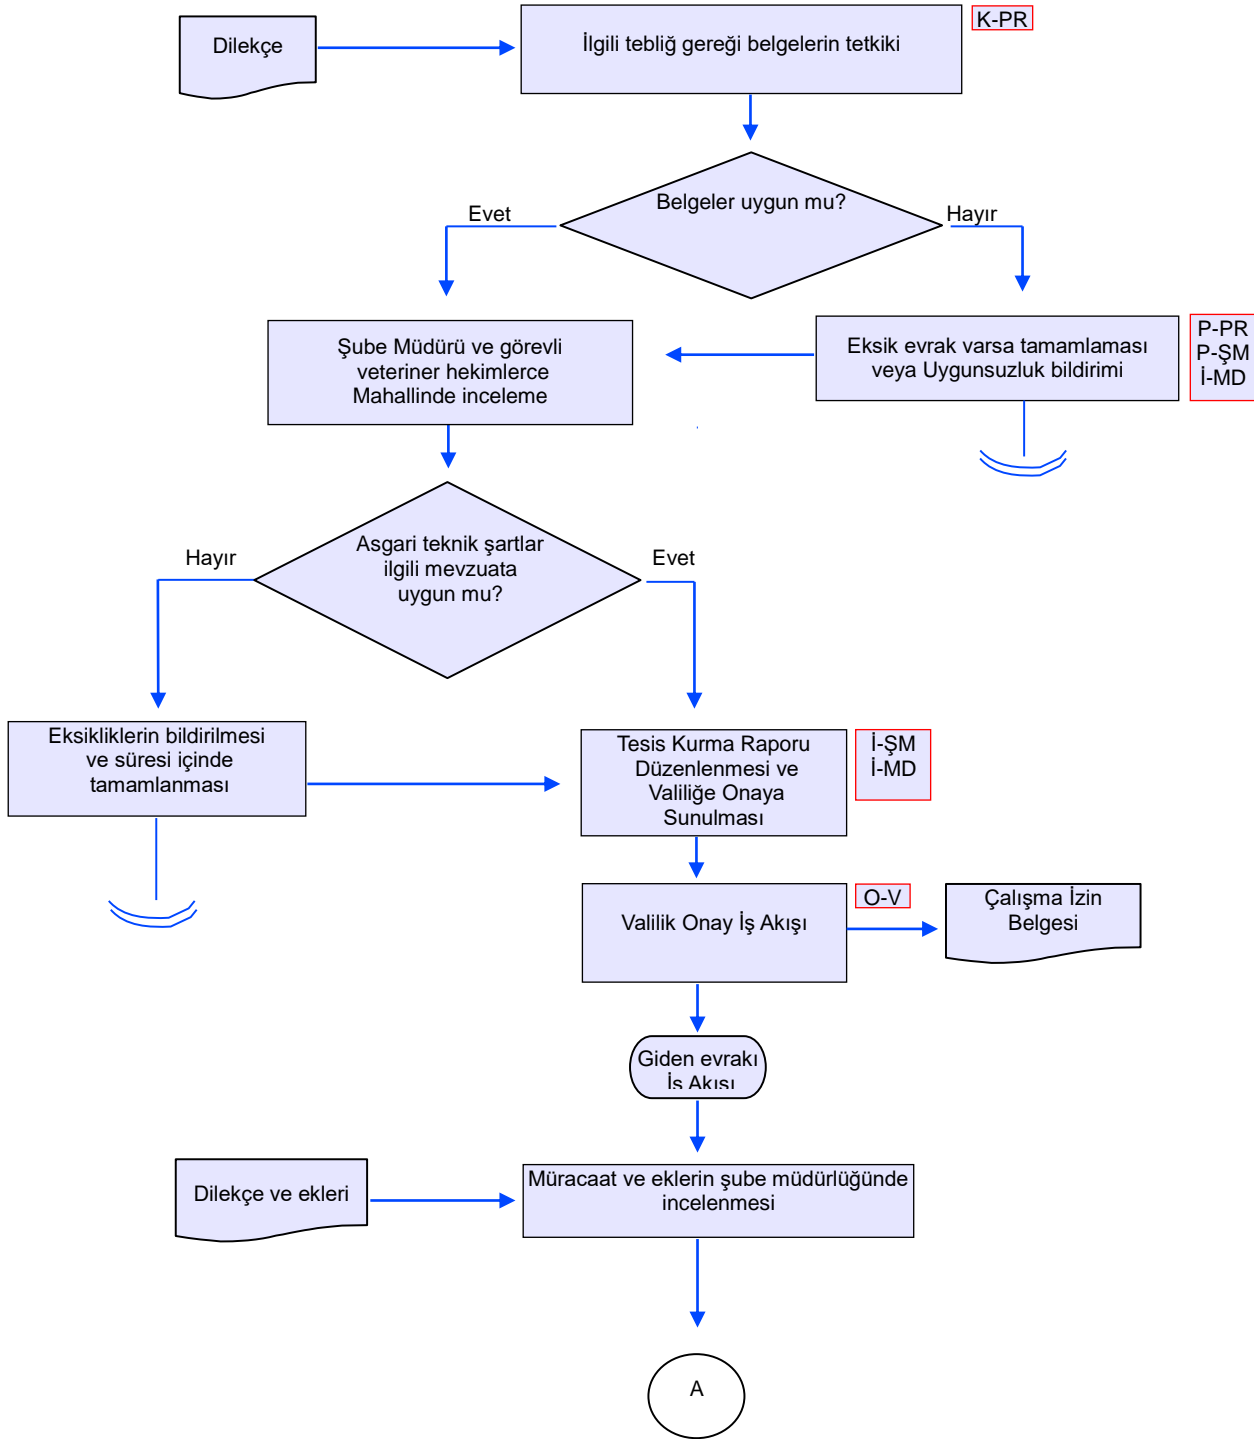 K-PR
Dilekçe
İlgili tebliğ gereği belgelerin tetkiki
Belgeler uygun mu?
Evet
Hayır
Şube Müdürü ve görevli
veteriner hekimlerce
Mahallinde inceleme
Eksik evrak varsa tamamlaması
veya Uygunsuzluk bildirimi
P-PR
P-ŞM
İ-MD
Asgari teknik şartlar
ilgili mevzuata
uygun mu?
Hayır
Evet
Eksikliklerin bildirilmesi
ve süresi içinde
tamamlanması
Tesis Kurma Raporu
Düzenlenmesi ve
Valiliğe Onaya
Sunulması
İ-ŞM
İ-MD
Valilik Onay İş Akışı
O-V
Çalışma İzin
Belgesi
Giden evrakı
İş Akışı
Dilekçe ve ekleri
Müracaat ve eklerin şube müdürlüğünde
incelenmesi
A